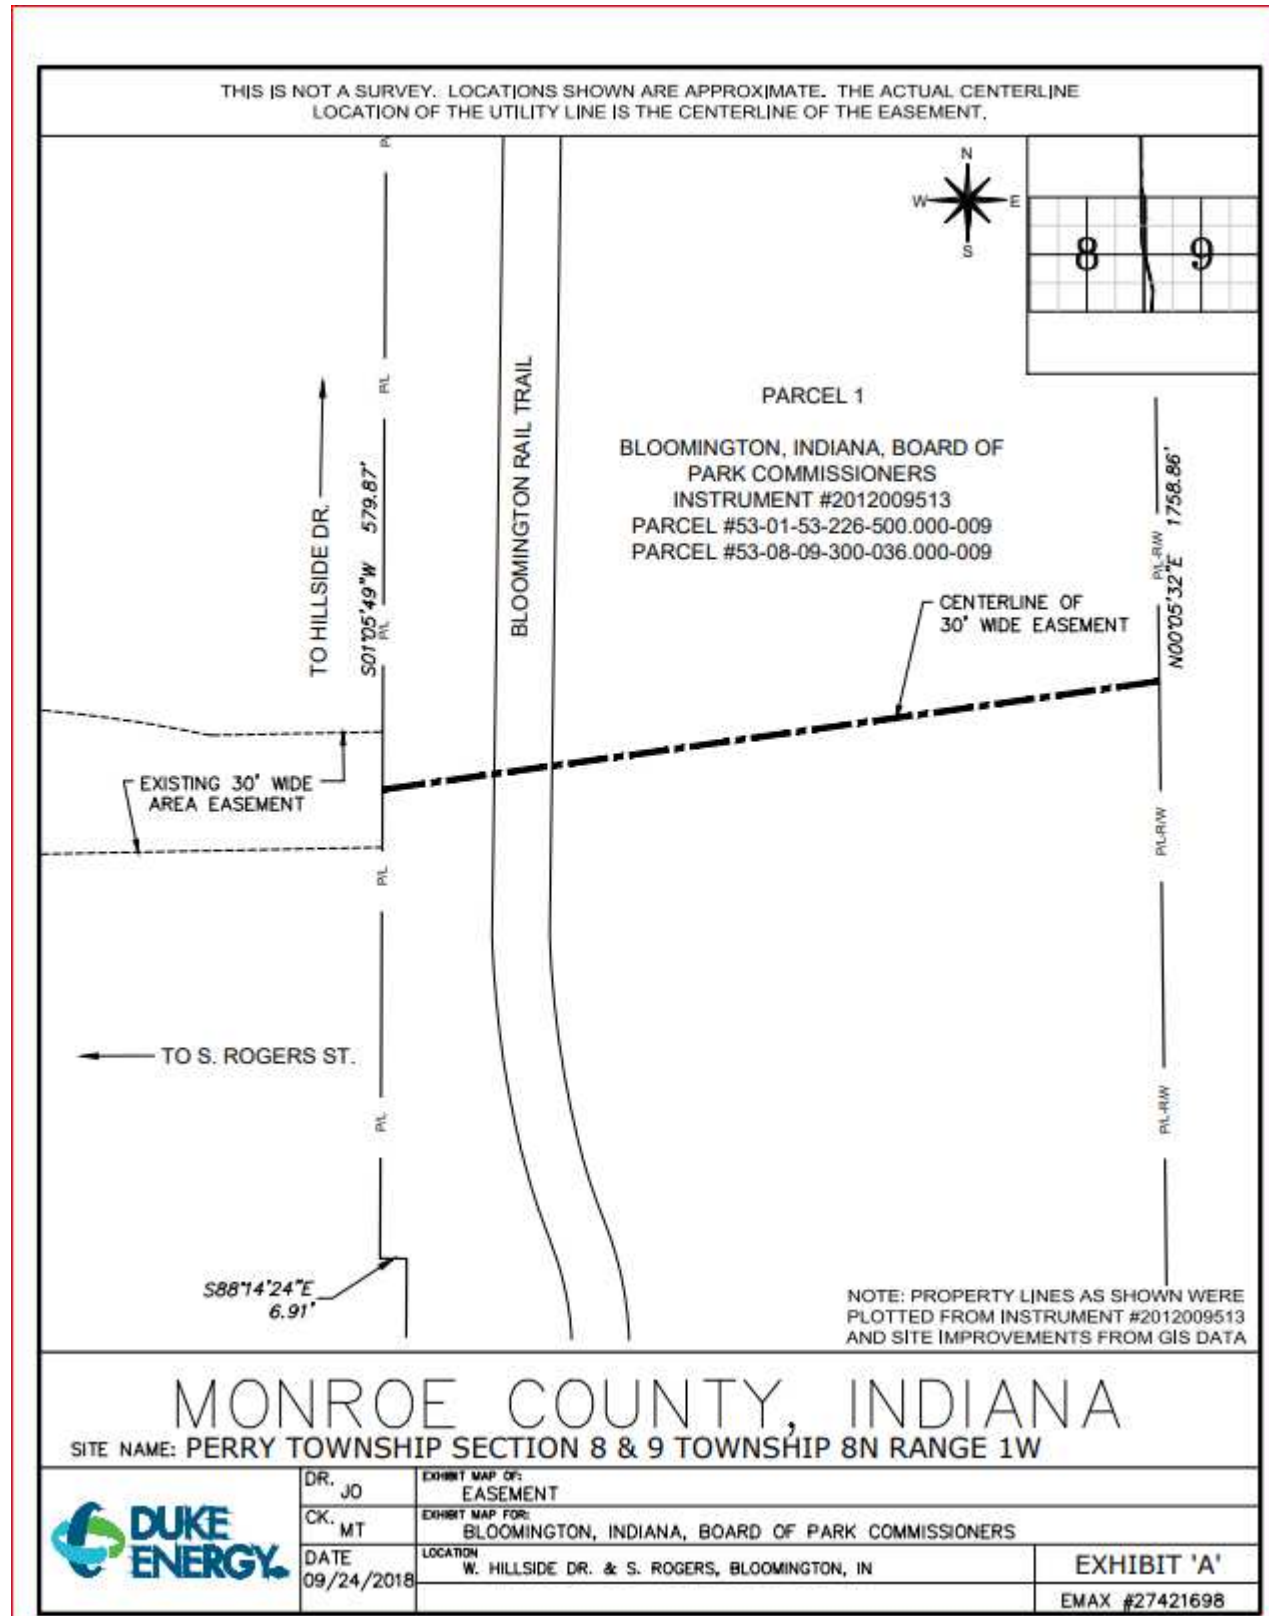 THIS IS NOT A SURVEY. LOCATIONS SHOWN ARE APPROXIMATE. THE ACTUAL CENTERLINE
LOCATION OF THE UTILITY LINE IS THE CENTERLINE OF THE EASEMENT.
N
W
E
S
8
9
P/L
TO HILLSIDE DR.
S01°05'49"W 579.87'
P/L
BLOOMINGTON RAIL TRAIL
PARCEL 1
BLOOMINGTON, INDIANA, BOARD OF
PARK COMMISSIONERS
INSTRUMENT #2012009513
PARCEL #53-01-53-226-500.000-009
PARCEL #53-08-09-300-036.000-009
P/L-R/W
N00°05'32"E 1758.86'
CENTERLINE OF
30' WIDE EASEMENT
EXISTING 30' WIDE
AREA EASEMENT
P/L-R/W
P/L
TO S. ROGERS ST.
P/L
P/L-R/W
S88°14'24"E
6.91'
NOTE: PROPERTY LINES AS SHOWN WERE
PLOTTED FROM INSTRUMENT #2012009513
AND SITE IMPROVEMENTS FROM GIS DATA
MONROE COUNTY, INDIANA
SITE NAME: PERRY TOWNSHIP SECTION 8 & 9 TOWNSHIP 8N RANGE 1W
DUKE
ENERGY.
DR. JO
CK. MT
DATE
09/24/2018
EXHIBIT MAP OF:
EASEMENT
EXHIBIT MAP FOR:
BLOOMINGTON, INDIANA, BOARD OF PARK COMMISSIONERS
LOCATION
W. HILLSIDE DR. & S. ROGERS, BLOOMINGTON, IN
EXHIBIT 'A'
EMAX #27421698